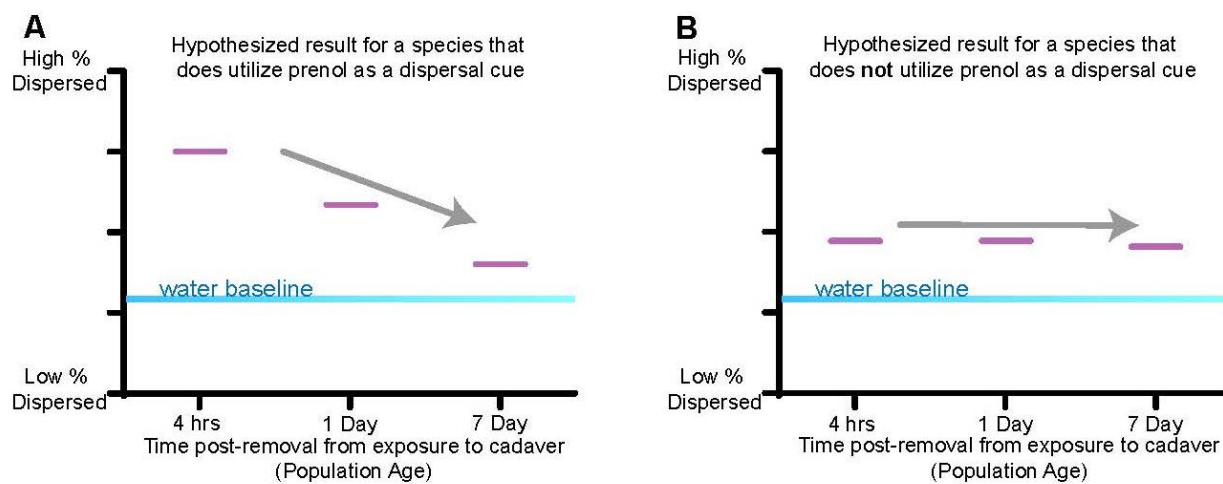 A
Hypothesized result for a species that
does utilize prenol as a dispersal cue
High %
Dispersed
water baseline
Low %
Dispersed
4 hrs
1 Day
7 Day
Time post-removal from exposure to cadaver
(Population Age)
B
Hypothesized result for a species that
does not utilize prenol as a dispersal cue
High %
Dispersed
water baseline
Low %
Dispersed
4 hrs
1 Day
7 Day
Time post-removal from exposure to cadaver
(Population Age)